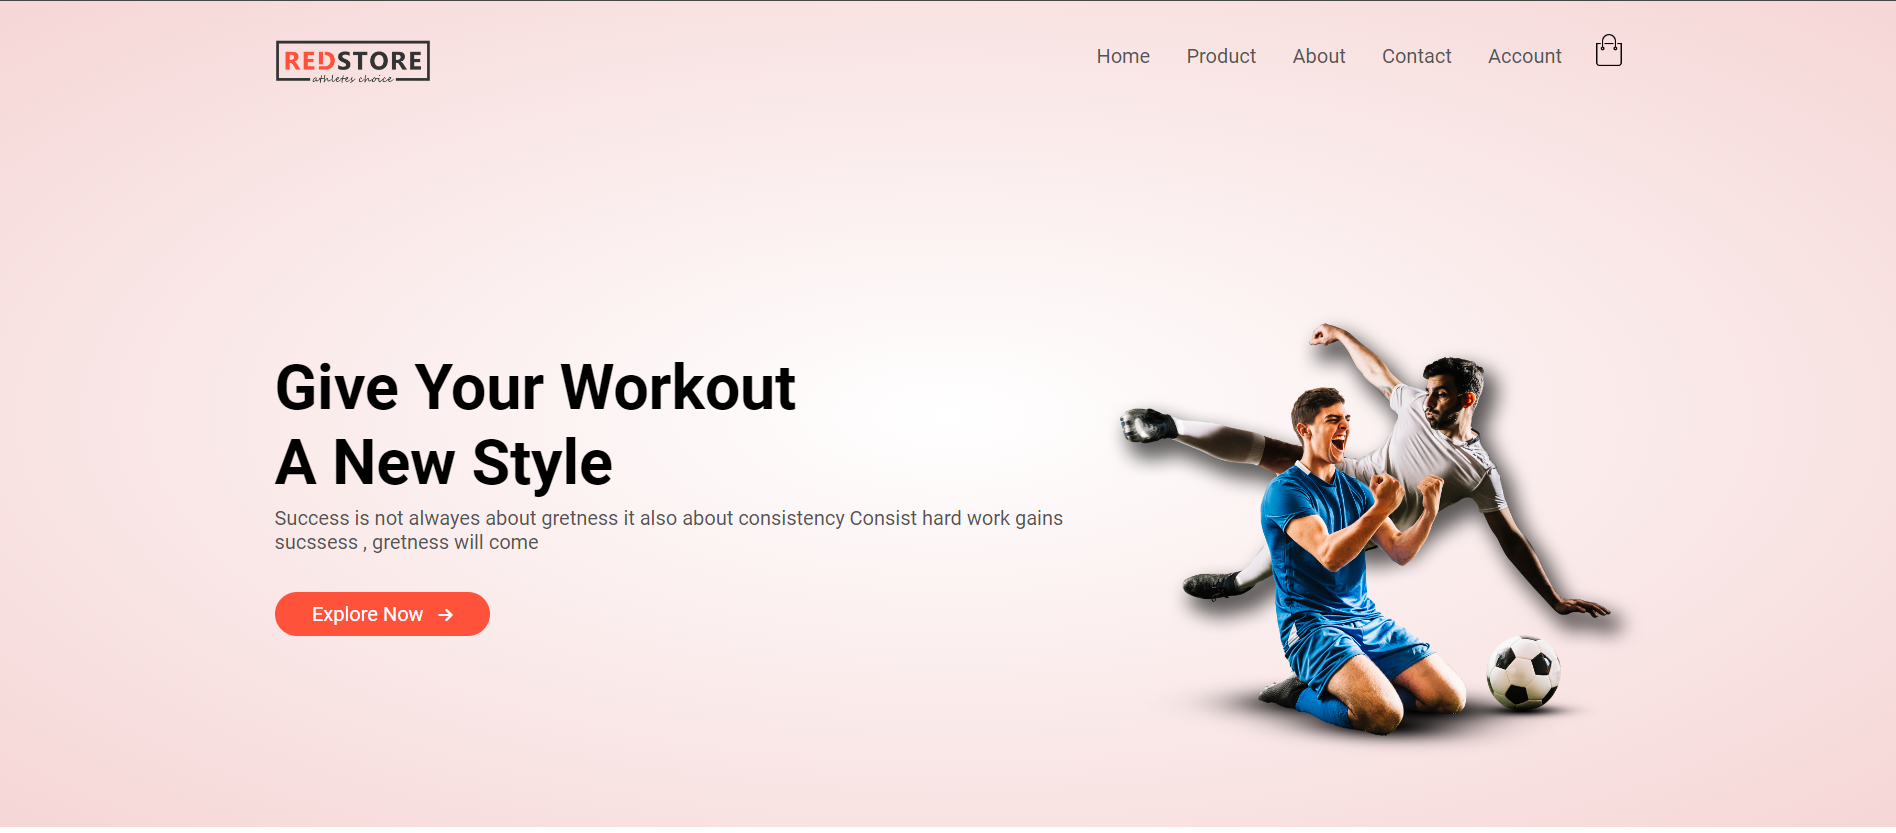 REDSTORE
athletes choice
Home Product About Contact Account
Give Your Workout
A New Style
Success is not alwayes about gretness it also about consistency Consist hard work gains
sucssess , gretness will come
Explore Now →